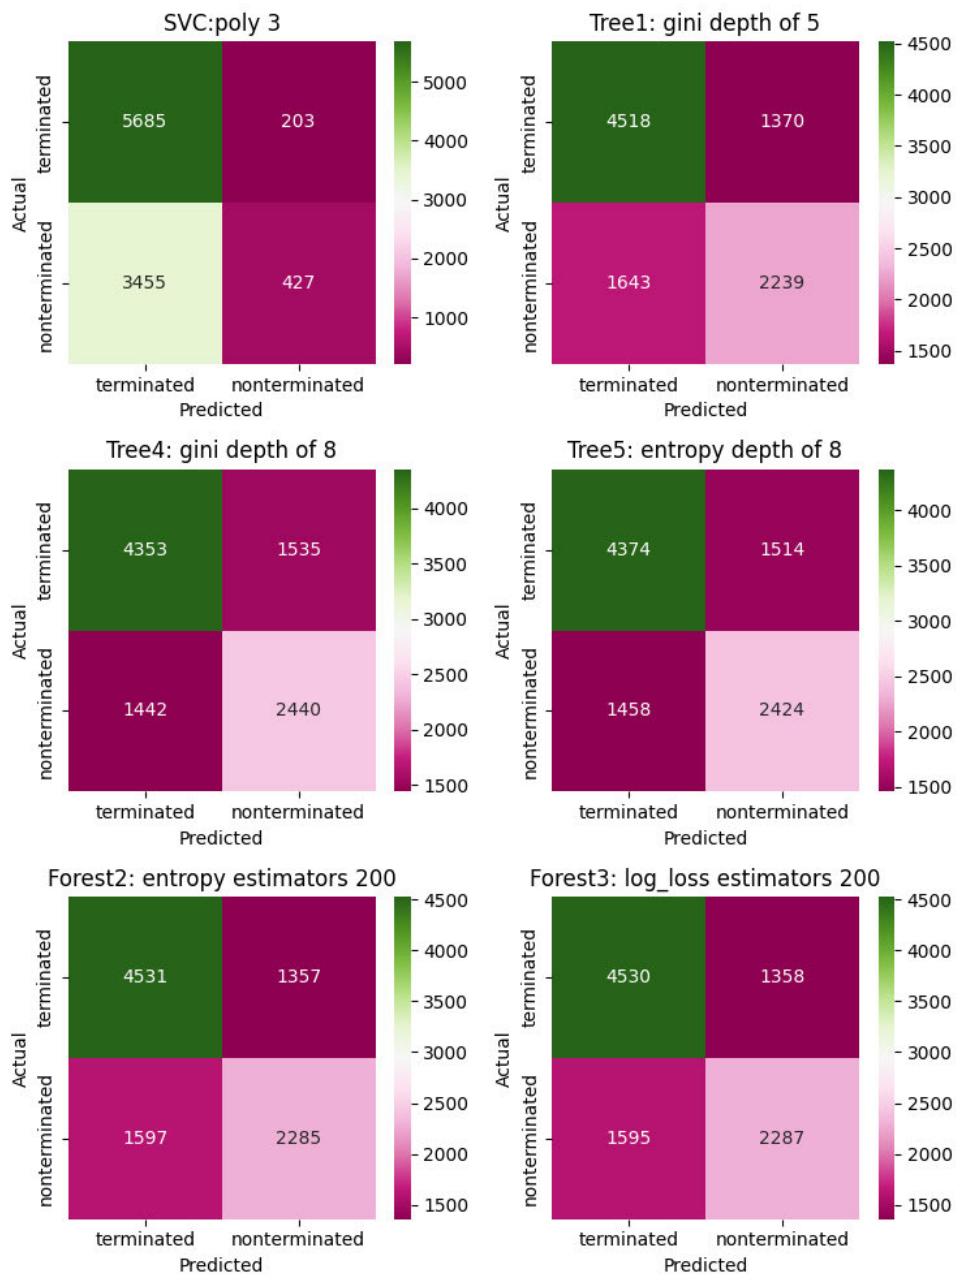 SVC:poly 3
5685 203
3455 427
terminated
nonterminated
Actual
terminated nonterminated
Predicted
5000
4000
3000
2000
1000
Tree1: gini depth of 5
4518 1370
1643 2239
terminated
nonterminated
Actual
terminated nonterminated
Predicted
4500
4000
3500
3000
2500
2000
1500
Tree4: gini depth of 8
4353 1535
1442 2440
terminated
nonterminated
Actual
terminated nonterminated
Predicted
4000
3500
3000
2500
2000
1500
Tree5: entropy depth of 8
4374 1514
1458 2424
terminated
nonterminated
Actual
terminated nonterminated
Predicted
4000
3500
3000
2500
2000
1500
Forest2: entropy estimators 200
4531 1357
1597 2285
terminated
nonterminated
Actual
terminated nonterminated
Predicted
4500
4000
3500
3000
2500
2000
1500
Forest3: log_loss estimators 200
4530 1358
1595 2287
terminated
nonterminated
Actual
terminated nonterminated
Predicted
4500
4000
3500
3000
2500
2000
1500